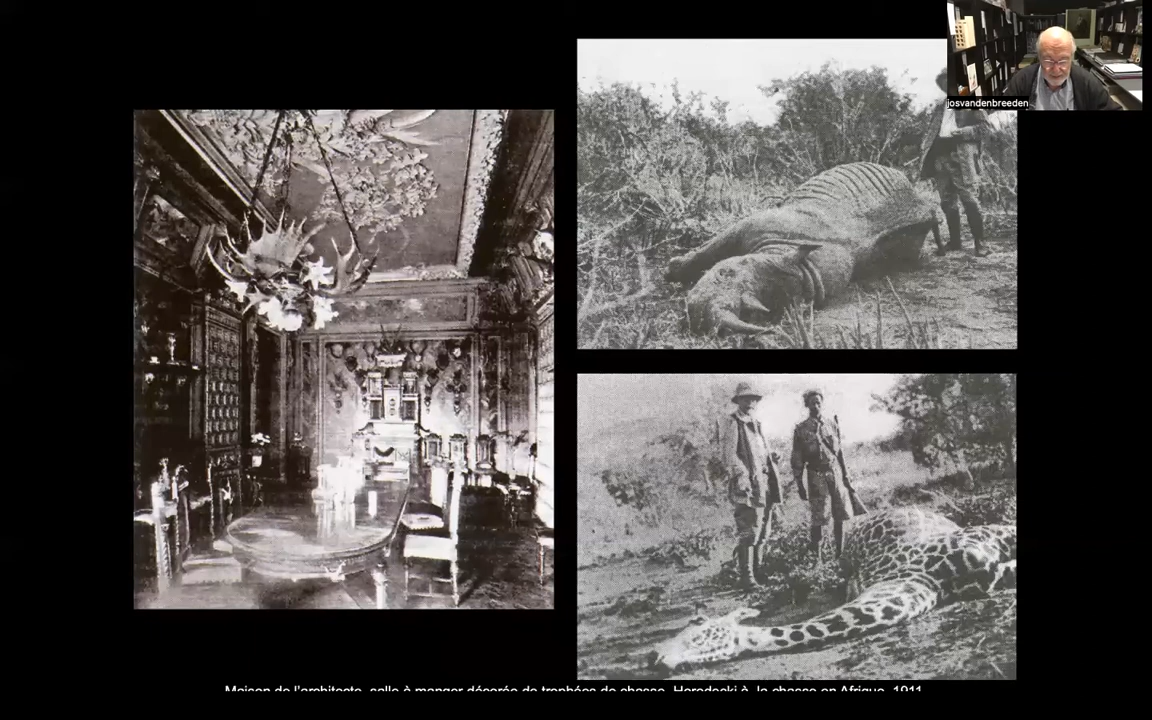 josvandenbreeden
Maison de l'architecte, salle à manger décorée de trophées de chasse, Horodecki à la chasse en Afrique, 1911